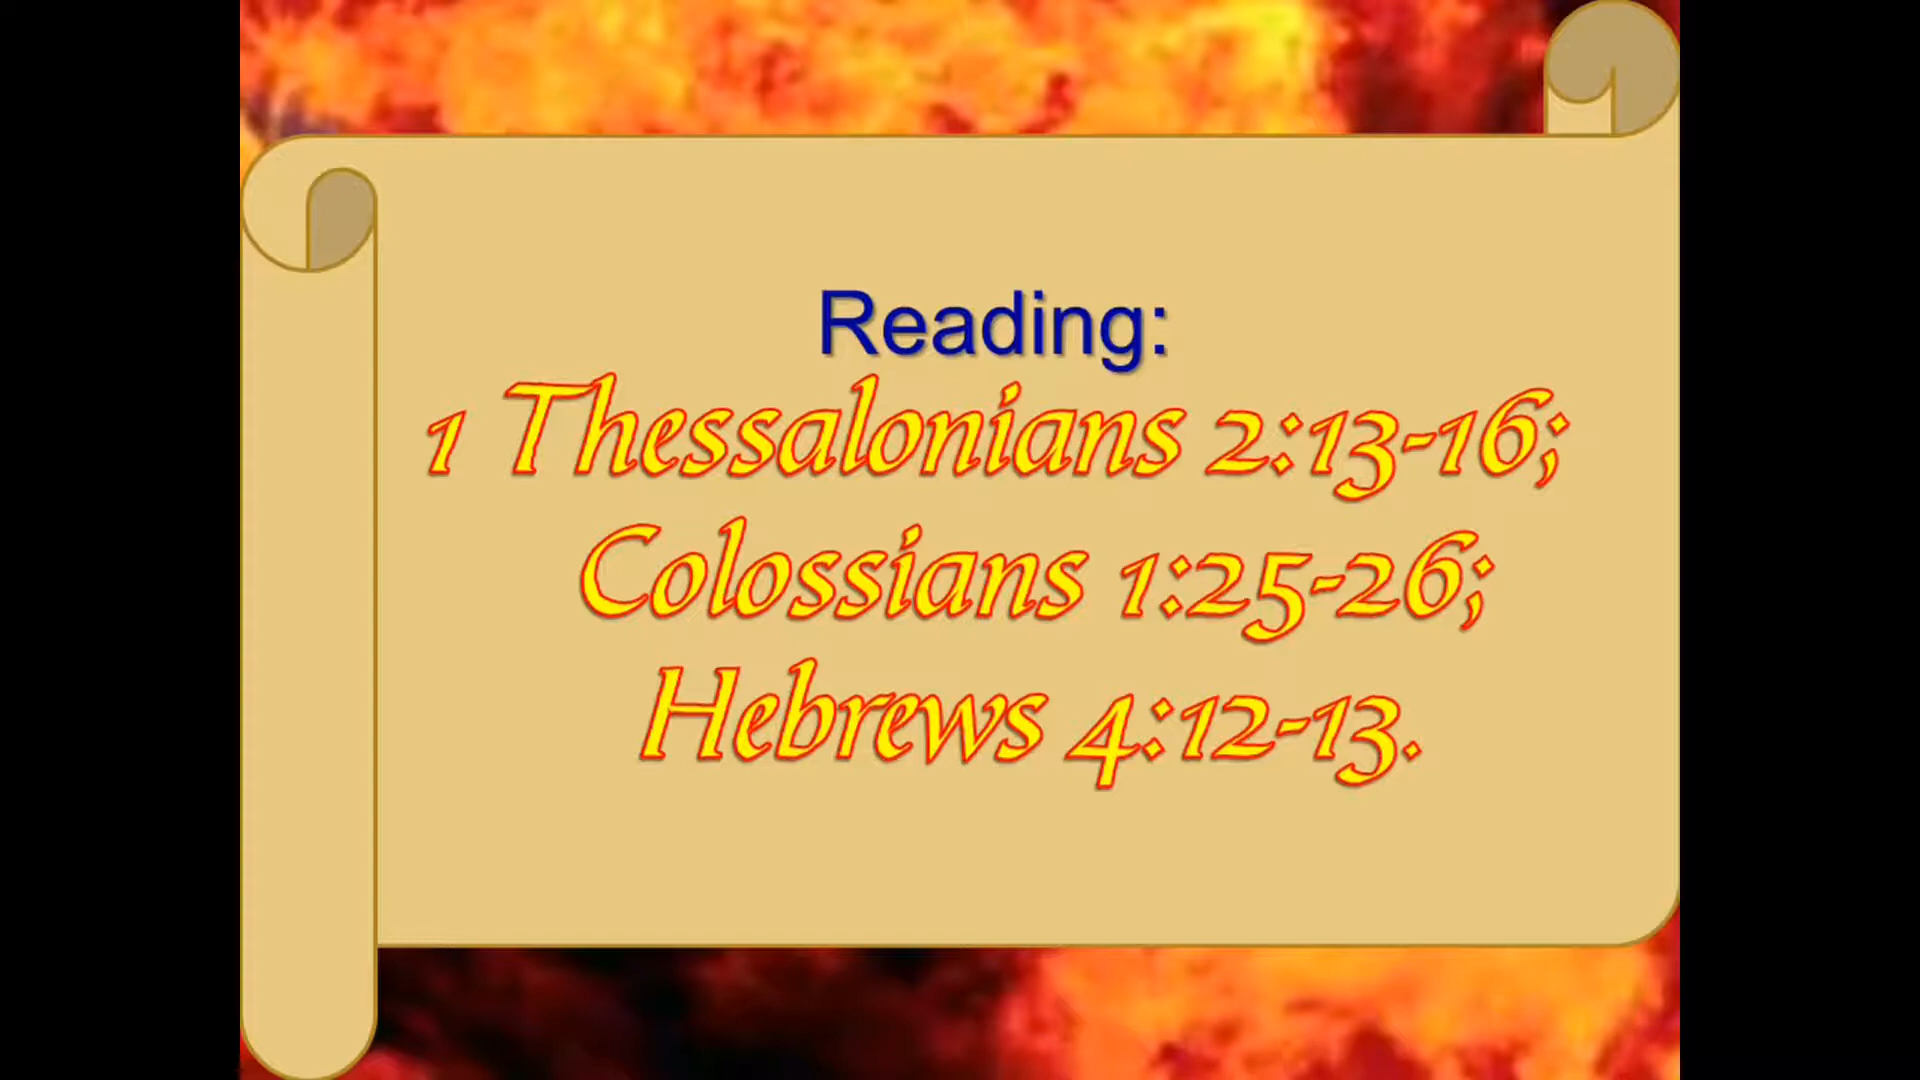 Reading:
1 Thessalonians 2:13-16;
Colossians 1:25-26;
Hebrews 4:12-13.